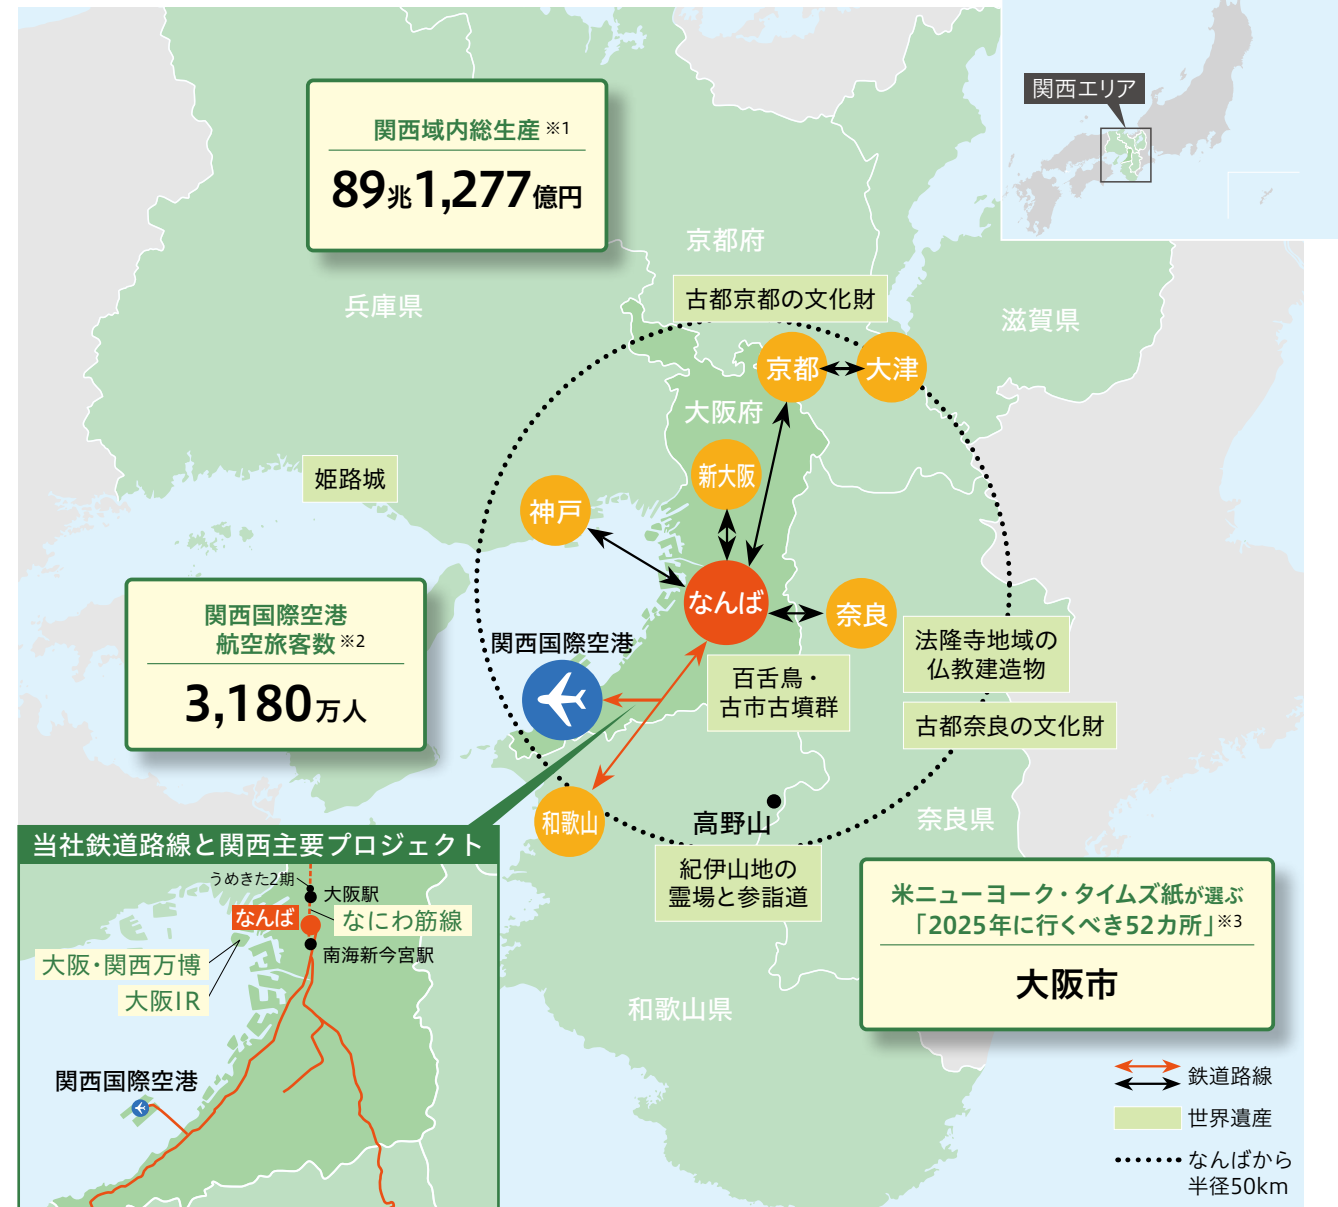 関西エリア
関西域内総生産※1
89兆1,277億円
京都府
兵庫県
滋賀県
古都京都の文化財
京都
大津
大阪府
新大阪
姫路城
神戸
なんば
奈良
関西国際空港
航空旅客数※2
3,180万人
関西国際空港
法隆寺地域の
仏教建造物
百舌鳥・
古市古墳群
古都奈良の文化財
和歌山
高野山
奈良県
紀伊山地の
霊場と参詣道
和歌山県
米ニューヨーク・タイムズ紙が選ぶ
「2025年に行くべき52カ所」※3
大阪市
当社鉄道路線と関西主要プロジェクト
うめきた2期
大阪駅
なんば
なにわ筋線
南海新今宮駅
大阪・関西万博
大阪IR
関西国際空港
鉄道路線
世界遺産
なんばから
半径50km